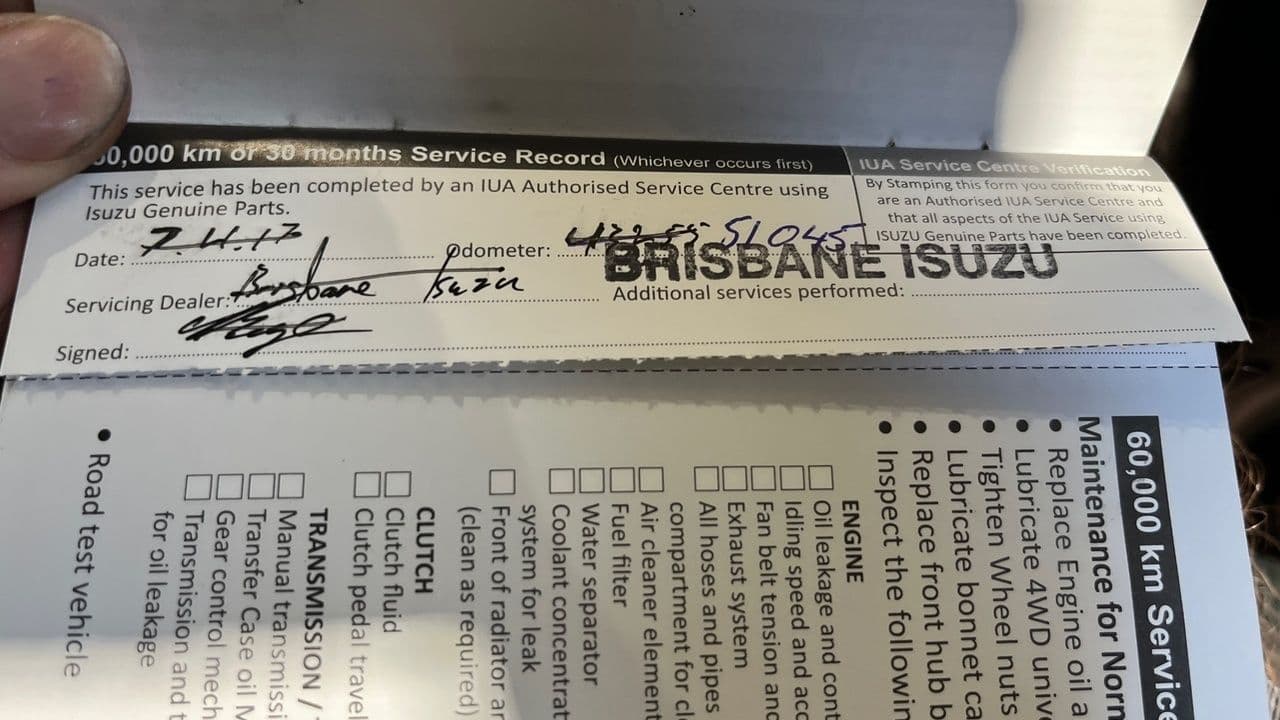 0,000 km or 30 months Service Record (Whichever occurs first)
IUA Service Centre Verification
This service has been completed by an IUA Authorised Service Centre using
Isuzu Genuine Parts.
By Stamping this form you confirm that you
are an Authorised IUA Service Centre and
that all aspects of the IUA Service using
ISUZU Genuine Parts have been completed.
Date: 7.4.17
Odometer: 51045
BRISBANE ISUZU
Servicing Dealer: Brisbane Isuzu
Additional services performed:
Signed:
60,000 km Service
Maintenance for Norm
• Replace Engine oil a
• Lubricate 4WD unive
• Tighten Wheel nuts
• Lubricate bonnet ca
• Replace front hub b
• Inspect the followin
ENGINE
Oil leakage and cont
Idling speed and acc
Fan belt tension and
Exhaust system
All hoses and pipes
compartment for cl
Air cleaner element
Fuel filter
Water separator
Coolant concentrat
system for leak
Front of radiator an
(clean as required)
CLUTCH
Clutch fluid
Clutch pedal travel
TRANSMISSION /
Manual transmissi
Transfer Case oil
Gear control mech
Transmission and t
for oil leakage
• Road test vehicle